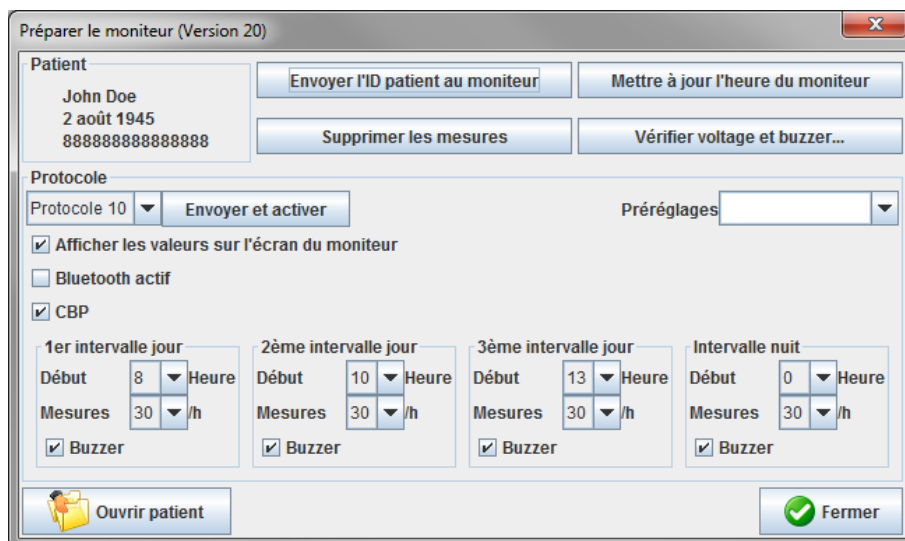 Préparer le moniteur (Version 20)
Patient
John Doe
2 août 1945
888888888888888
Envoyer l'ID patient au moniteur
Mettre à jour l'heure du moniteur
Supprimer les mesures
Vérifier voltage et buzzer...
Protocole
Protocole 10
Envoyer et activer
Préréglages
Afficher les valeurs sur l'écran du moniteur
Bluetooth actif
CBP
1er intervalle jour
Début 8 Heure
Mesures 30 /h
Buzzer
2ème intervalle jour
Début 10 Heure
Mesures 30 /h
Buzzer
3ème intervalle jour
Début 13 Heure
Mesures 30 /h
Buzzer
Intervalle nuit
Début 0 Heure
Mesures 30 /h
Buzzer
Ouvrir patient
Fermer